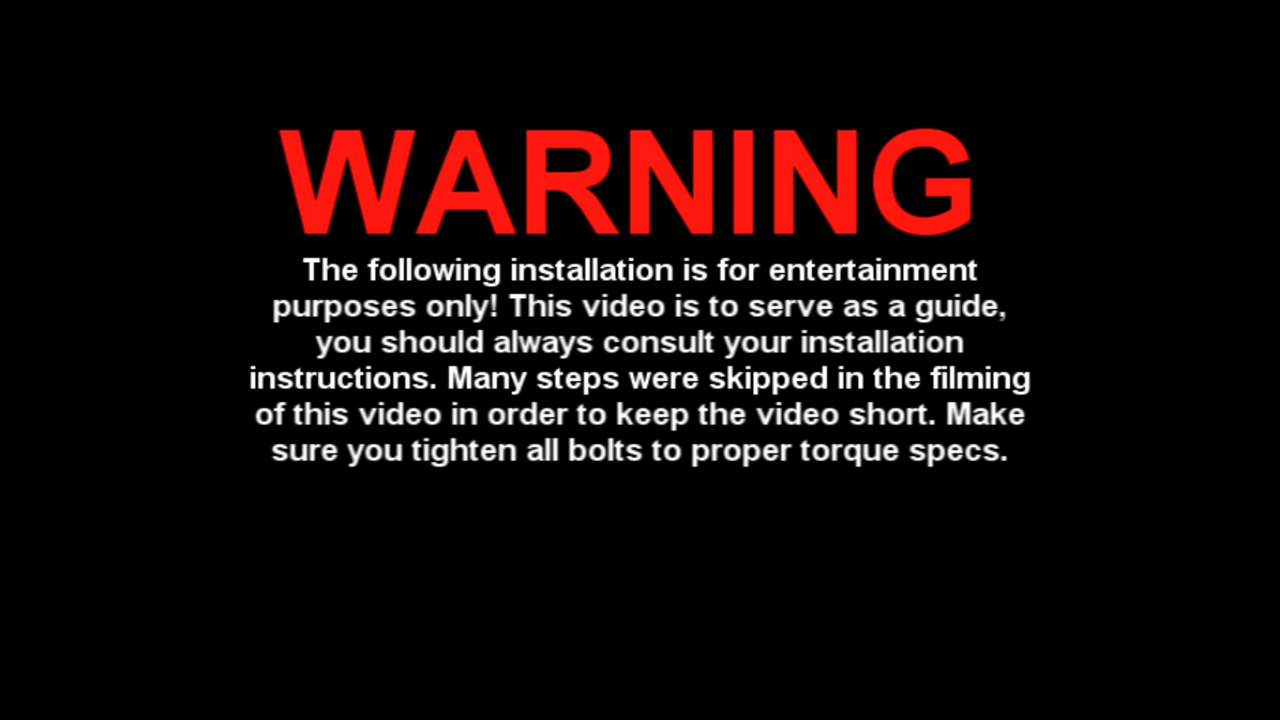 WARNING
The following installation is for entertainment
purposes only! This video is to serve as a guide,
you should always consult your installation
instructions. Many steps were skipped in the filming
of this video in order to keep the video short. Make
sure you tighten all bolts to proper torque specs.